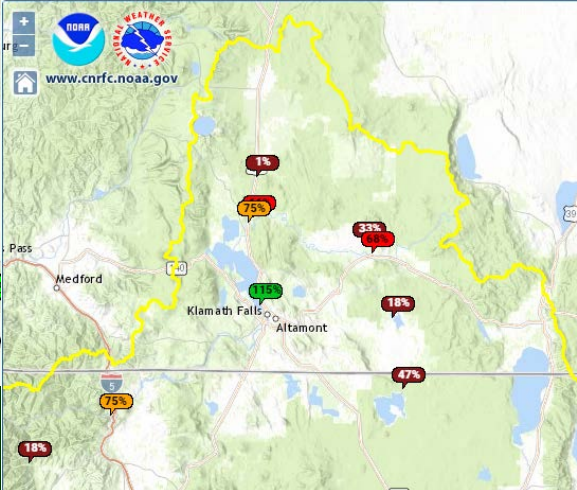 +
−
NOAA
NATIONAL WEATHER SERVICE
www.cnrfc.noaa.gov
1%
75%
33%
68%
s Pass
140
Medford
115%
Klamath Falls
Altamont
18%
47%
5
75%
18%